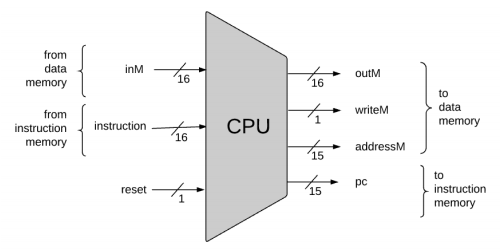 from
data
memory
inM
16
from
instruction
memory
instruction
16
reset
1
CPU
16
outM
1
writeM
15
addressM
to
data
memory
15
pc
to
instruction
memory